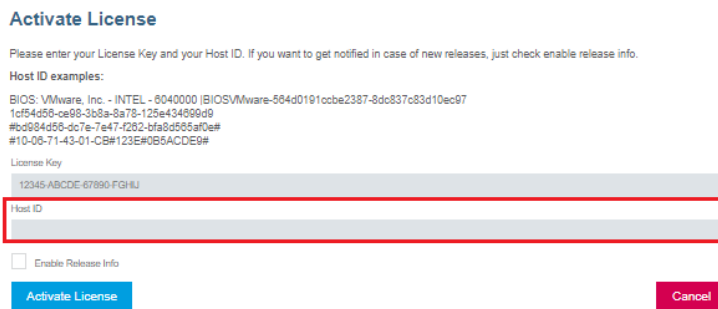 Activate License
Please enter your License Key and your Host ID. If you want to get notified in case of new releases, just check enable release info.
Host ID examples:
BIOS: VMware, Inc. - INTEL - 6040000 |BIOSVMware-564d0191ccbe2387-8dc837c83d10ec97
1cf54d56-ce98-3b8a-8a78-125e434699d9
#bd984d56-dc7e-7e47-f262-bfa8d565af0e#
#10-06-71-43-01-CB#123E#0B5ACDE9#
License Key
12345-ABCDE-67890-FGHIJ
Host ID
Enable Release Info
Activate License
Cancel